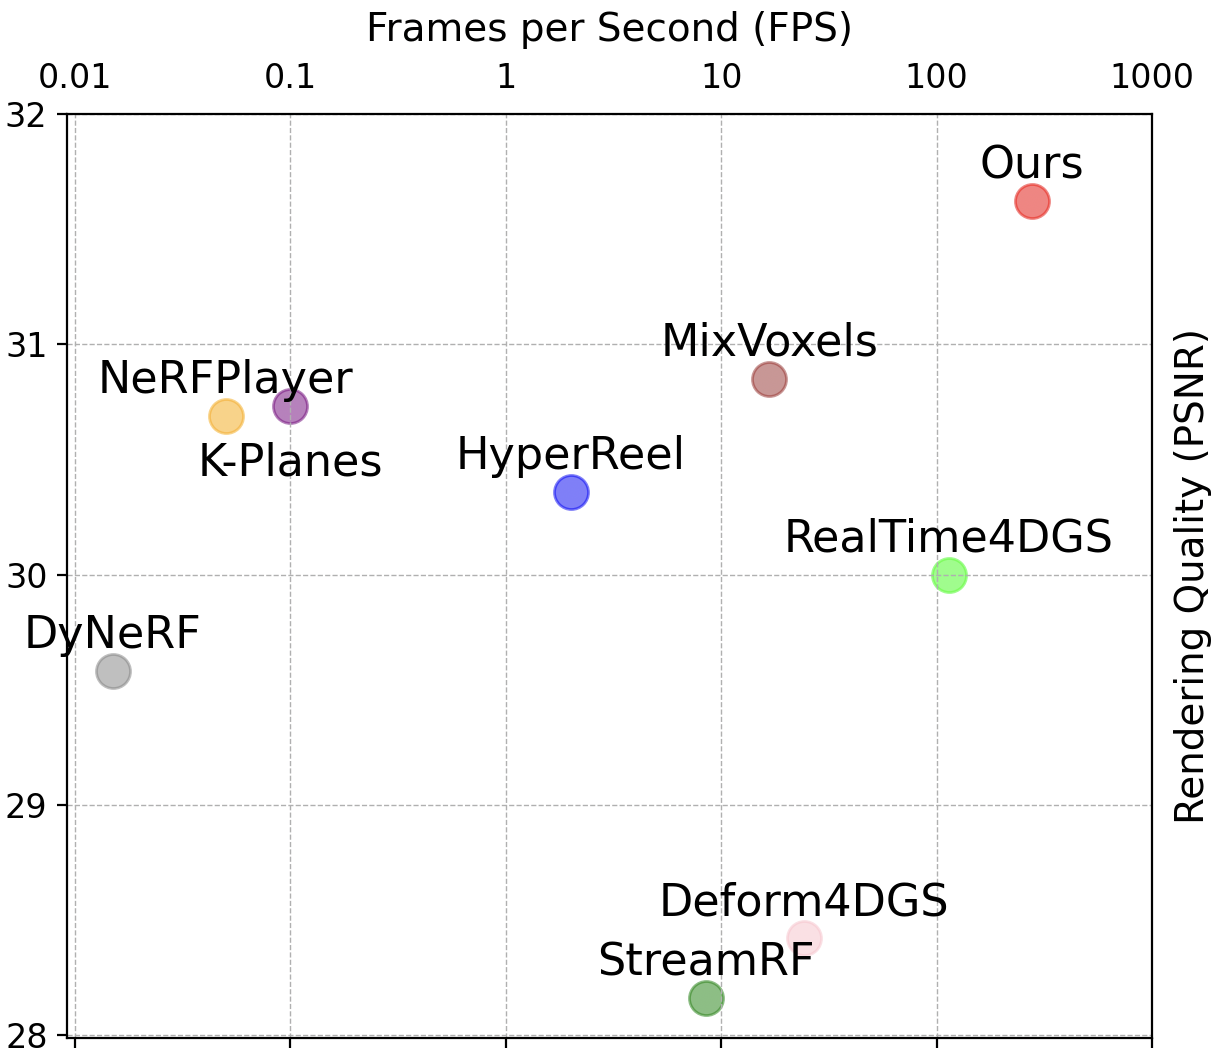 Frames per Second (FPS)
0.01 0.1 1 10 100 1000
32
Ours
31
MixVoxels
NeRFPlayer
K-Planes
HyperReel
RealTime4DGS
30
DyNeRF
29
Deform4DGS
StreamRF
28
Rendering Quality (PSNR)